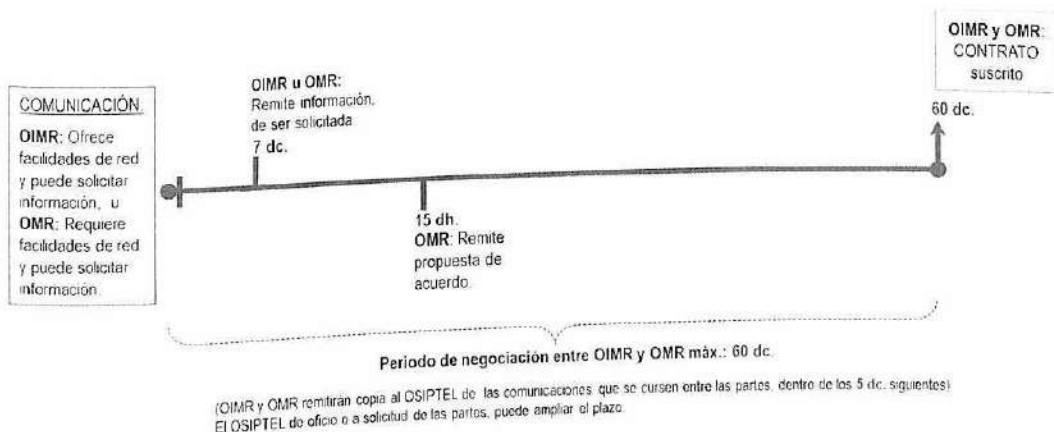 COMUNICACIÓN
OIMR: Ofrece
facilidades de red
y puede solicitar
información, u
OMR: Requiere
facilidades de red
y puede solicitar
información.
OIMR u OMR:
Remite información,
de ser solicitada.
7 dc.
15 dh.
OMR: Remite
propuesta de
acuerdo.
OIMR y OMR:
CONTRATO
suscrito
60 dc.
Periodo de negociación entre OIMR y OMR máx.: 60 dc.
(OIMR y OMR remitirán copia al OSIPTEL de las comunicaciones que se cursen entre las partes, dentro de los 5 dc. siguientes)
El OSIPTEL de oficio o a solicitud de las partes, puede ampliar el plazo.